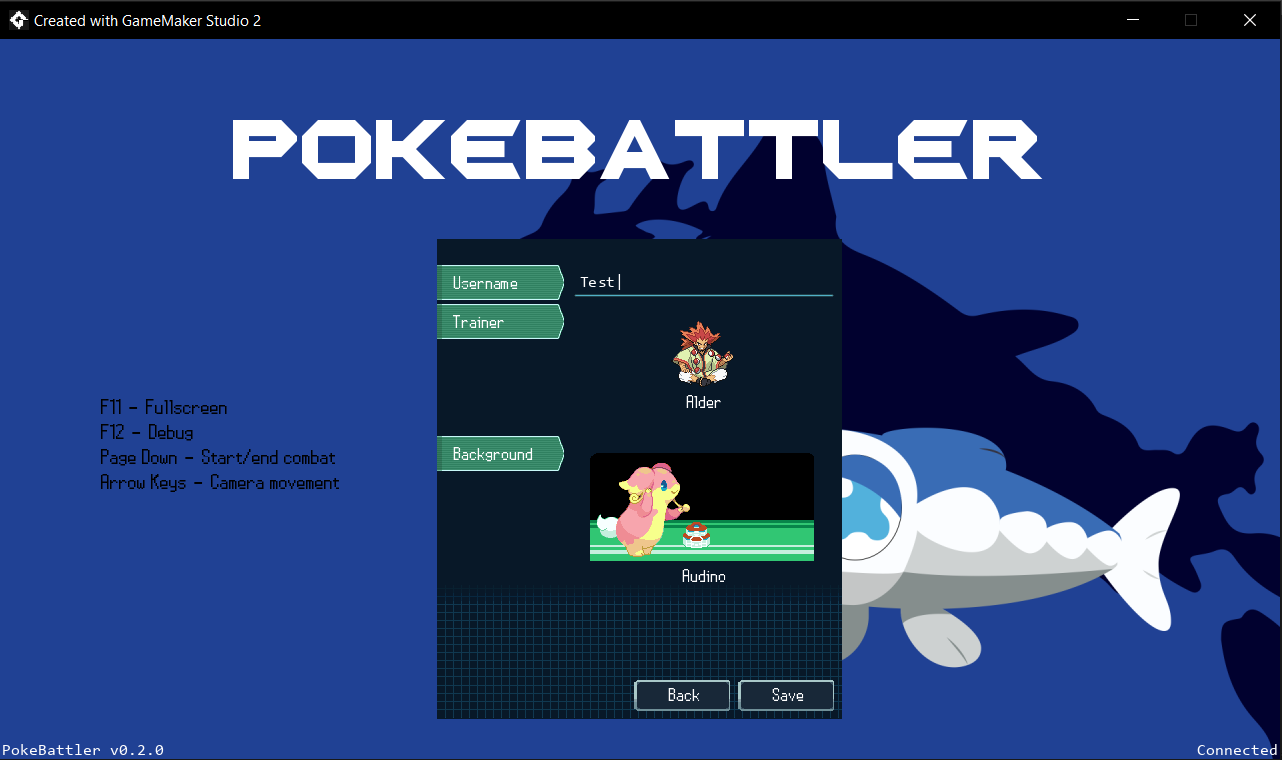 Created with GameMaker Studio 2
POKEBATTLER
Username
Test
Trainer
Alder
F11 - Fullscreen
F12 - Debug
Page Down - Start/end combat
Arrow Keys - Camera movement
Background
Audino
Back
Save
PokeBattler v0.2.0
Connected